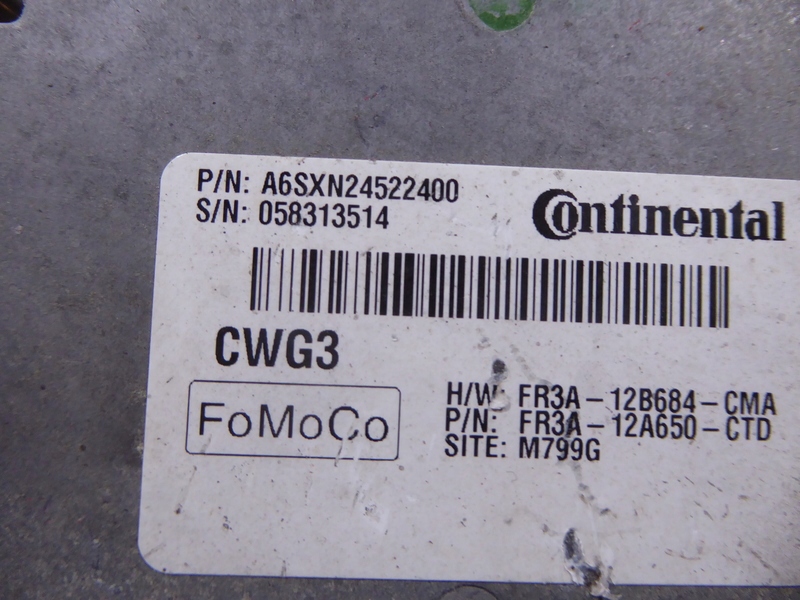 P/N: A6SXN24522400
S/N: 058313514
Continental
CWG3
FoMoCo
H/W: FR3A-12B684-CMA
P/N: FR3A-12A650-CTD
SITE: M799G